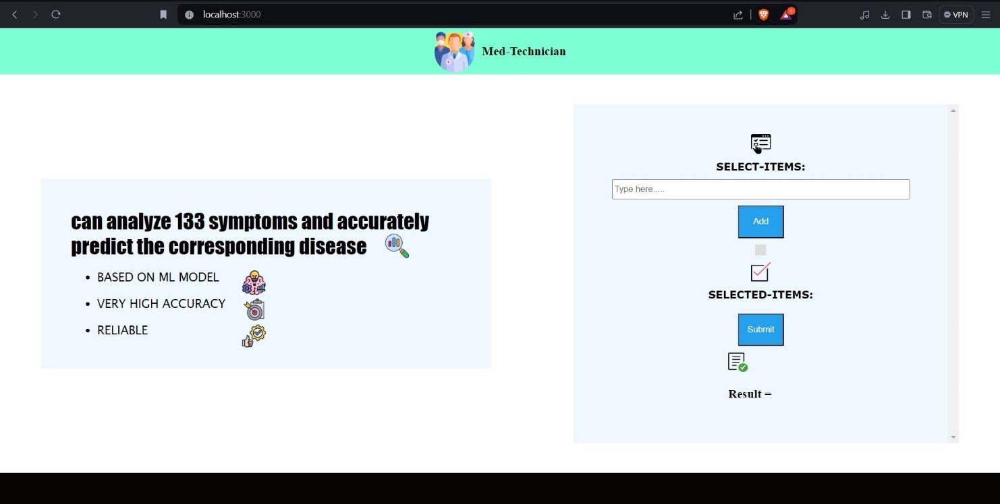 localhost:3000
1
VPN
Med-Technician
can analyze 133 symptoms and accurately
predict the corresponding disease
BASED ON ML MODEL
VERY HIGH ACCURACY
RELIABLE
SELECT-ITEMS:
Type here.....
Add
SELECTED-ITEMS:
Submit
Result =